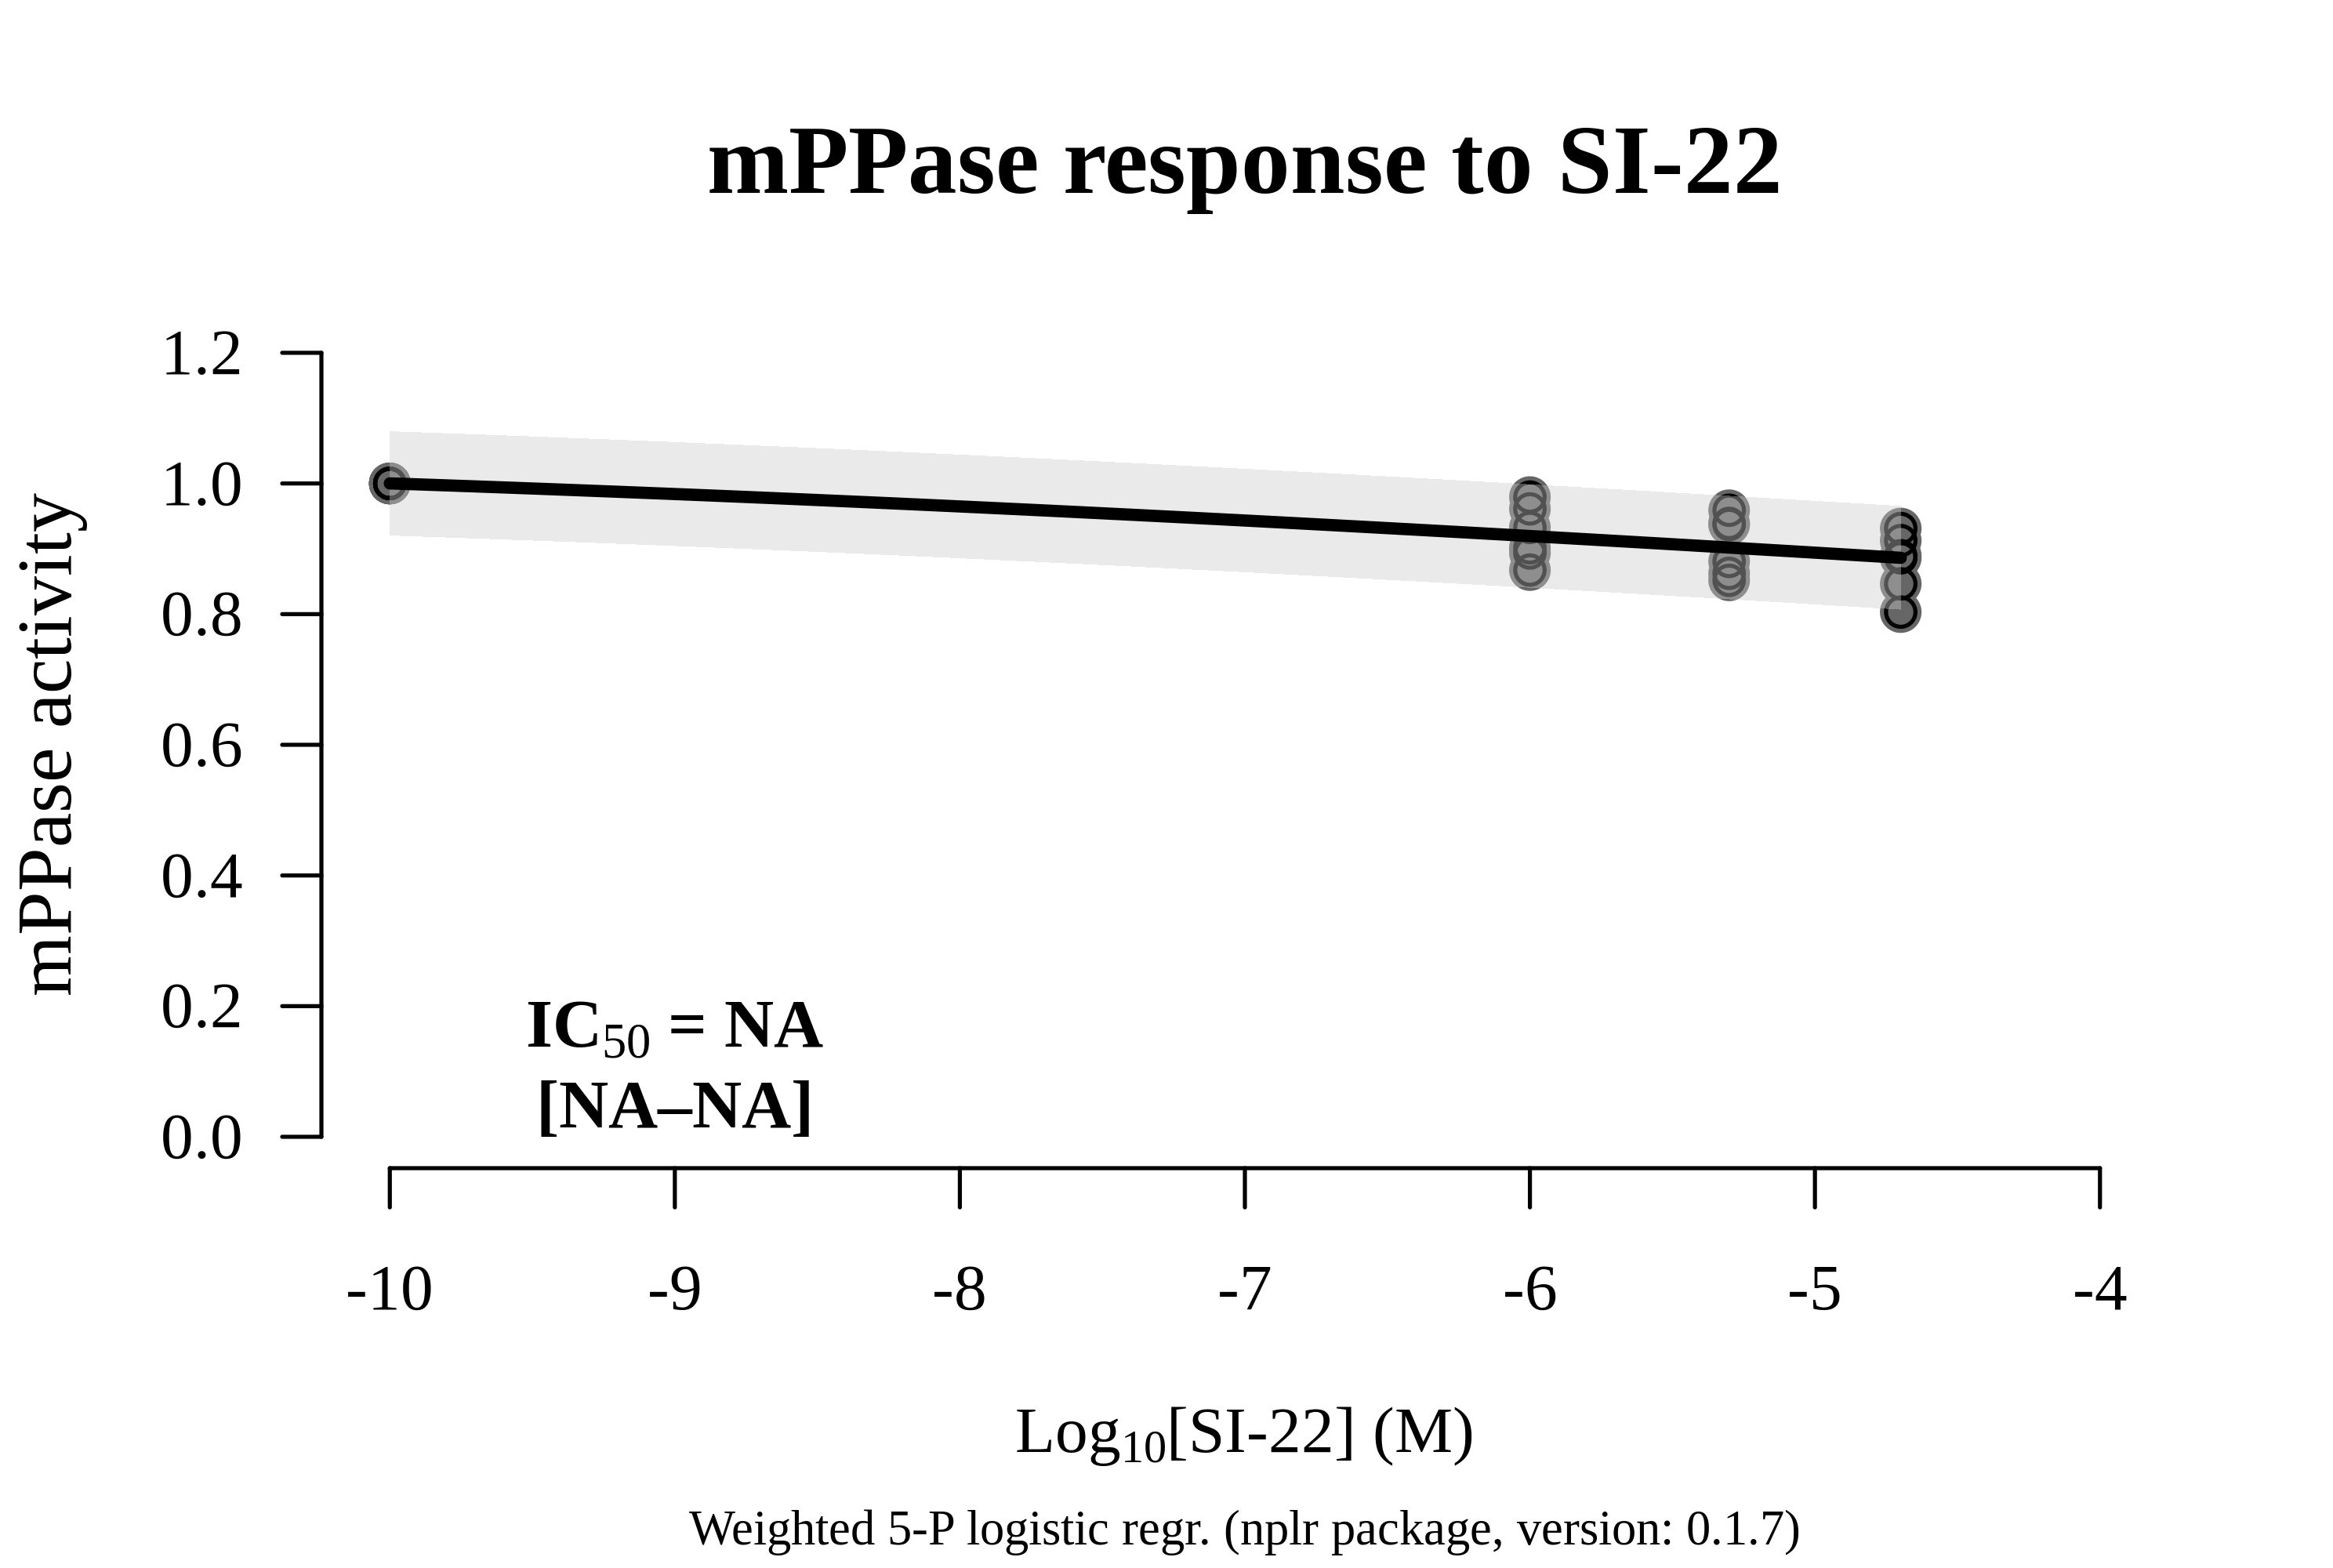 mPPase response to SI-22
mPPase activity
1.2
1.0
0.8
0.6
0.4
0.2
0.0
IC50 = NA
[NA–NA]
-10 -9 -8 -7 -6 -5 -4
Log10[SI-22] (M)
Weighted 5-P logistic regr. (nplr package, version: 0.1.7)